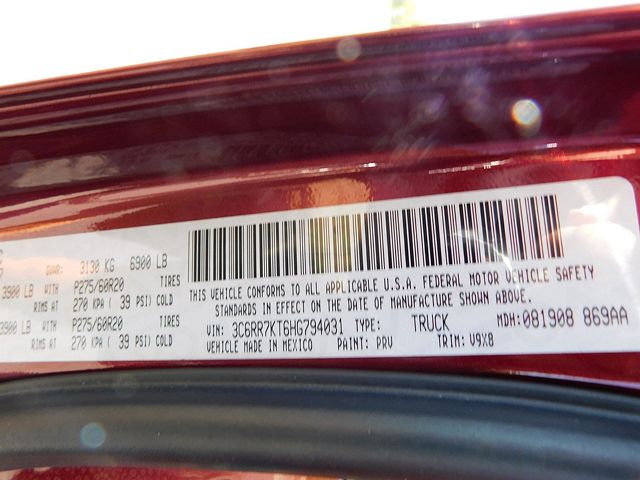 GVWR: 3130 KG 6900 LB
3900 LB WITH P275/60R20 TIRES
RIMS AT 270 KPA ( 39 PSI) COLD
3900 LB WITH P275/60R20 TIRES
RIMS AT 270 KPA ( 39 PSI) COLD
THIS VEHICLE CONFORMS TO ALL APPLICABLE U.S.A. FEDERAL MOTOR VEHICLE SAFETY
STANDARDS IN EFFECT ON THE DATE OF MANUFACTURE SHOWN ABOVE.
VIN: 3C6RR7KT6HG794031 TYPE: TRUCK MDH:081908 869AA
VEHICLE MADE IN MEXICO PAINT: PRV TRIM: V9X8